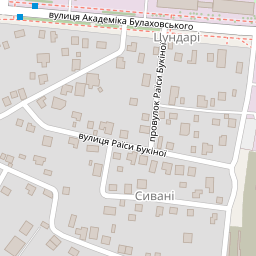 вулиця Академіка Булаховського
Цундарі
провулок Раїси Букіної
вулиця Раїси Букіної
Сивані